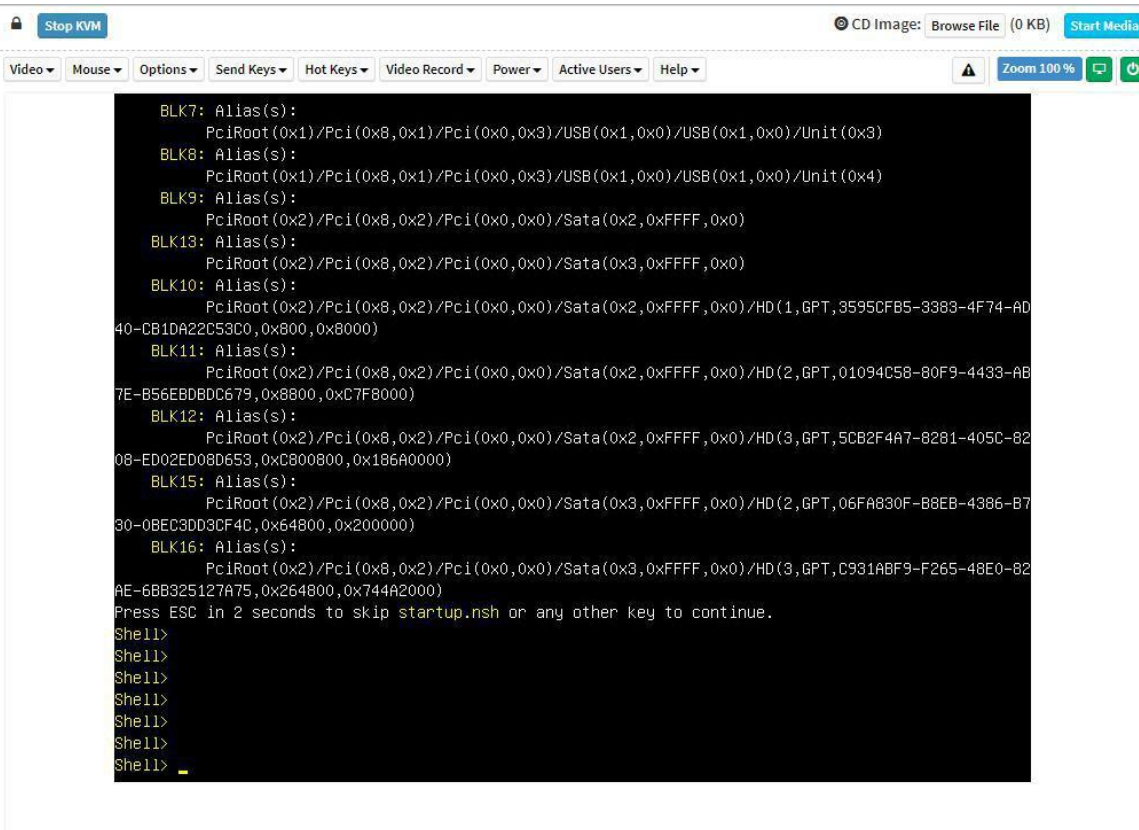 Stop KVM
CD Image: Browse File (0 KB) Start Media
Video Mouse Options Send Keys Hot Keys Video Record Power Active Users Help Zoom 100 %
BLK7: Alias(s):
PciRoot(0x1)/Pci(0x8,0x1)/Pci(0x0,0x3)/USB(0x1,0x0)/USB(0x1,0x0)/Unit(0x3)
BLK8: Alias(s):
PciRoot(0x1)/Pci(0x8,0x1)/Pci(0x0,0x3)/USB(0x1,0x0)/USB(0x1,0x0)/Unit(0x4)
BLK9: Alias(s):
PciRoot(0x2)/Pci(0x8,0x2)/Pci(0x0,0x0)/Sata(0x2,0xFFFF,0x0)
BLK13: Alias(s):
PciRoot(0x2)/Pci(0x8,0x2)/Pci(0x0,0x0)/Sata(0x3,0xFFFF,0x0)
BLK10: Alias(s):
PciRoot(0x2)/Pci(0x8,0x2)/Pci(0x0,0x0)/Sata(0x2,0xFFFF,0x0)/HD(1,GPT,3595CFB5-3383-4F74-AD
40-CB1DA22C53C0,0x800,0x8000)
BLK11: Alias(s):
PciRoot(0x2)/Pci(0x8,0x2)/Pci(0x0,0x0)/Sata(0x2,0xFFFF,0x0)/HD(2,GPT,01094C58-80F9-4433-AB
7E-B56EBDBDC679,0x8800,0xC7F8000)
BLK12: Alias(s):
PciRoot(0x2)/Pci(0x8,0x2)/Pci(0x0,0x0)/Sata(0x2,0xFFFF,0x0)/HD(3,GPT,5CB2F4A7-8281-405C-82
08-ED02ED08D653,0xC800800,0x186A0000)
BLK15: Alias(s):
PciRoot(0x2)/Pci(0x8,0x2)/Pci(0x0,0x0)/Sata(0x3,0xFFFF,0x0)/HD(2,GPT,06FA830F-B8EB-4386-B7
30-0BEC3DD3CF4C,0x64800,0x200000)
BLK16: Alias(s):
PciRoot(0x2)/Pci(0x8,0x2)/Pci(0x0,0x0)/Sata(0x3,0xFFFF,0x0)/HD(3,GPT,C931ABF9-F265-48E0-82
AE-6BB325127A75,0x264800,0x744A2000)
Press ESC in 2 seconds to skip startup.nsh or any other key to continue.
Shell>
Shell>
Shell>
Shell>
Shell>
Shell>
Shell> _